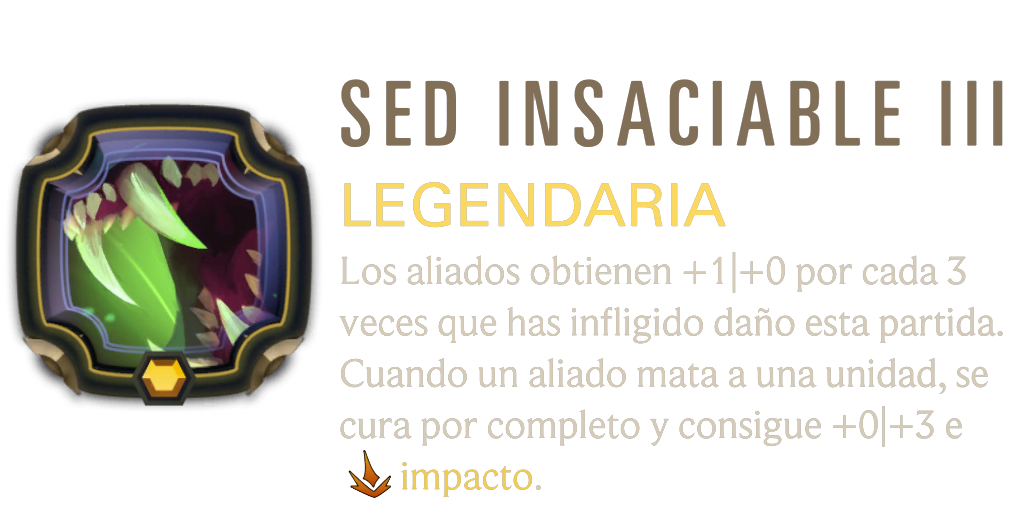 SED INSACIABLE III
LEGENDARIA
Los aliados obtienen +1|+0 por cada 3
veces que has infligido daño esta partida.
Cuando un aliado mata a una unidad, se
cura por completo y consigue +0|+3 e
impacto.